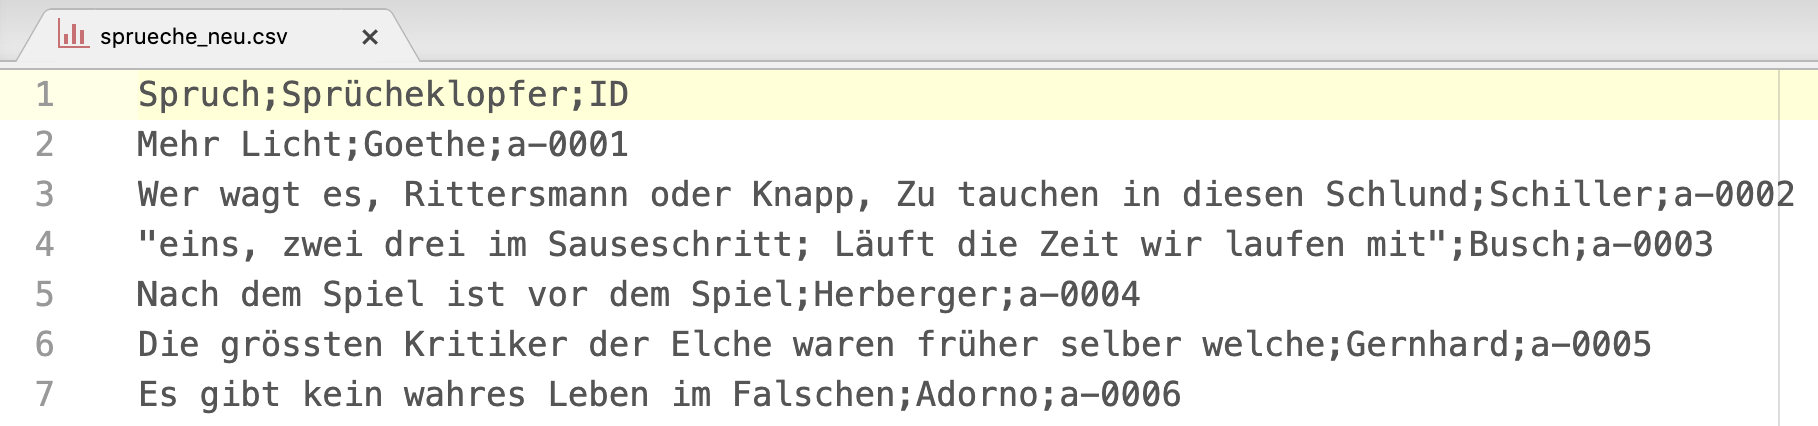 sprueche_neu.csv ×
1 Spruch;Sprücheklopfer;ID
2 Mehr Licht;Goethe;a-0001
3 Wer wagt es, Rittersmann oder Knapp, Zu tauchen in diesen Schlund;Schiller;a-0002
4 "eins, zwei drei im Sauseschritt; Läuft die Zeit wir laufen mit";Busch;a-0003
5 Nach dem Spiel ist vor dem Spiel;Herberger;a-0004
6 Die grössten Kritiker der Elche waren früher selber welche;Gernhard;a-0005
7 Es gibt kein wahres Leben im Falschen;Adorno;a-0006